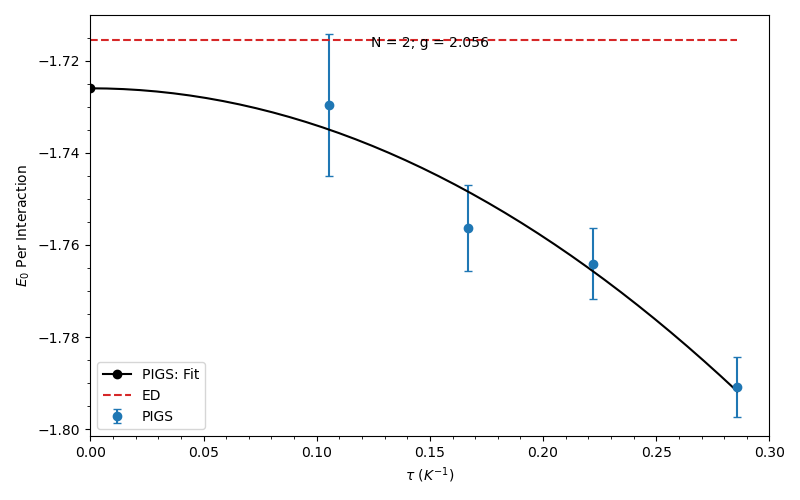 N = 2; g = 2.056
−1.72
−1.74
−1.76
−1.78
−1.80
E₀ Per Interaction
PIGS: Fit
ED
PIGS
0.00 0.05 0.10 0.15 0.20 0.25 0.30
τ (K⁻¹)